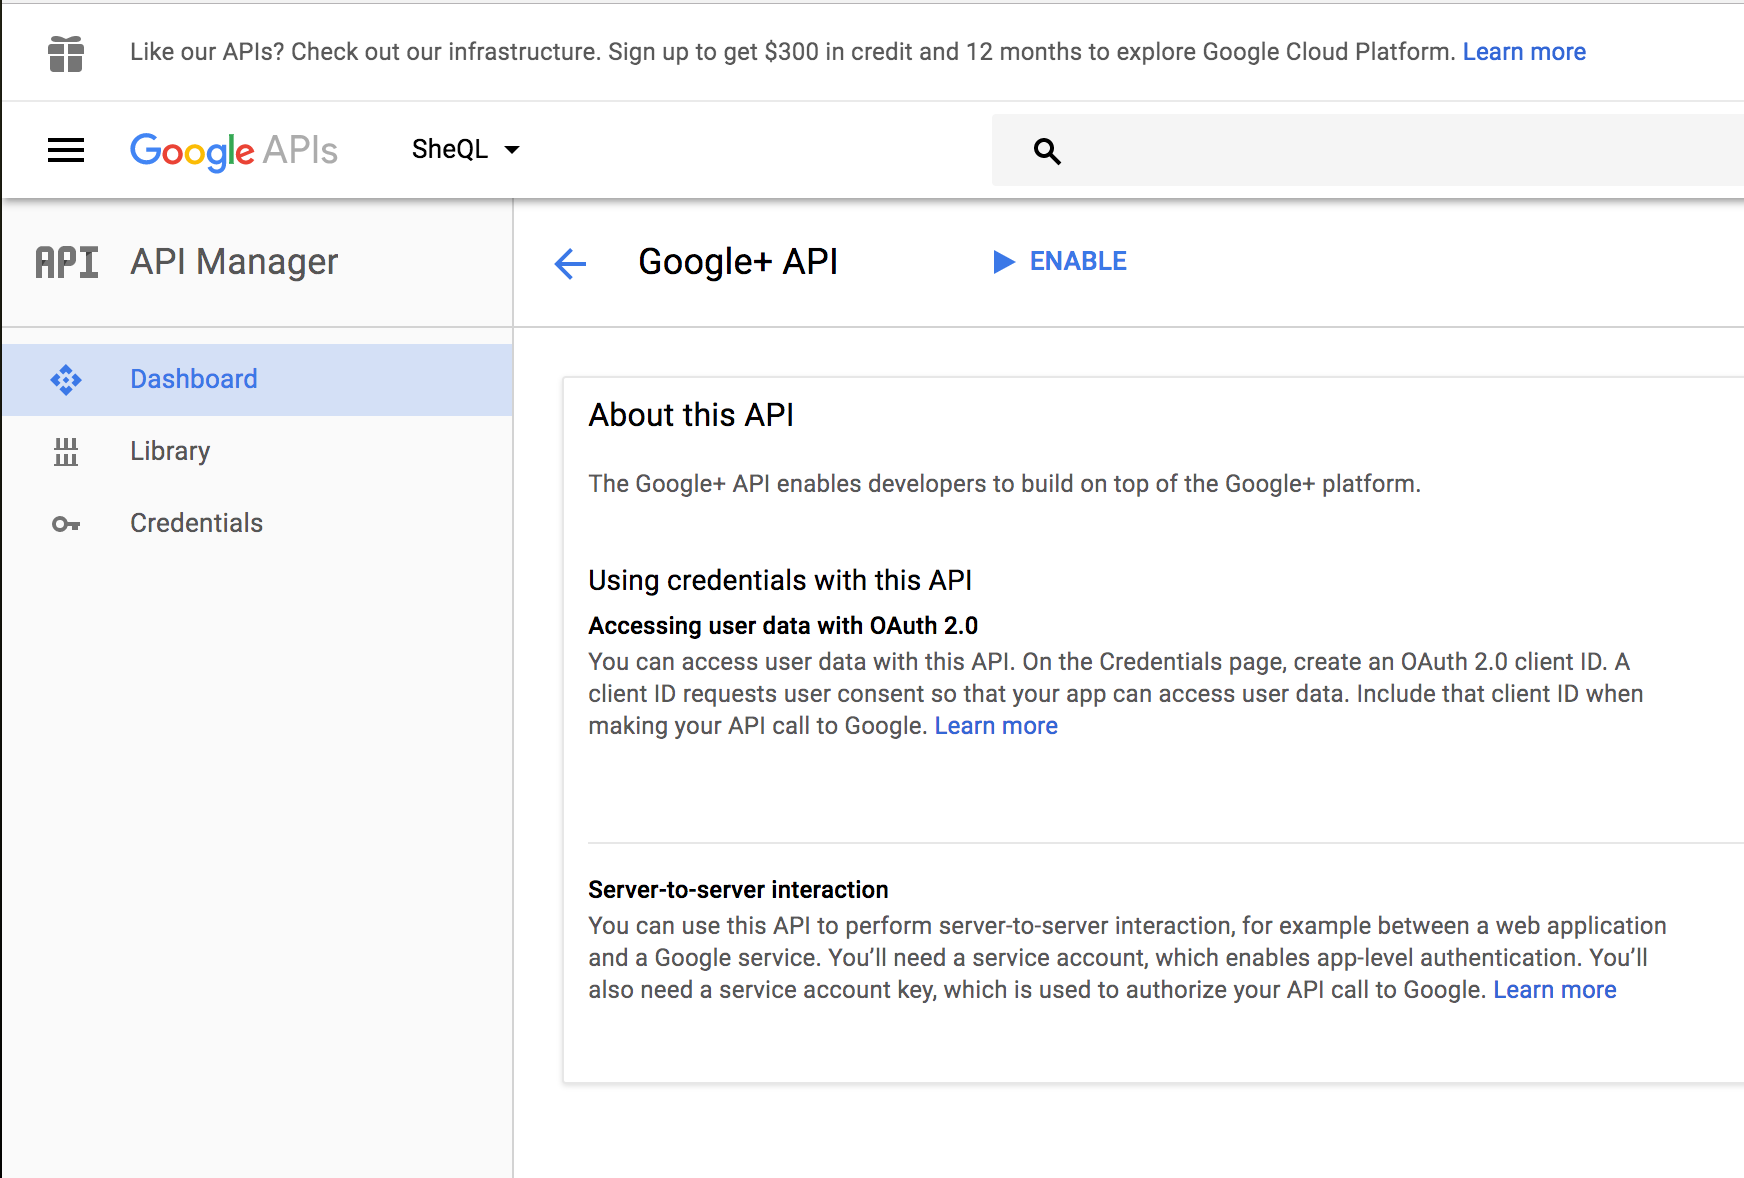 Like our APIs? Check out our infrastructure. Sign up to get $300 in credit and 12 months to explore Google Cloud Platform. Learn more
Google APIs SheQL
API API Manager
Google+ API ENABLE
Dashboard
Library
Credentials
About this API
The Google+ API enables developers to build on top of the Google+ platform.
Using credentials with this API
Accessing user data with OAuth 2.0
You can access user data with this API. On the Credentials page, create an OAuth 2.0 client ID. A
client ID requests user consent so that your app can access user data. Include that client ID when
making your API call to Google. Learn more
Server-to-server interaction
You can use this API to perform server-to-server interaction, for example between a web application
and a Google service. You’ll need a service account, which enables app-level authentication. You’ll
also need a service account key, which is used to authorize your API call to Google. Learn more